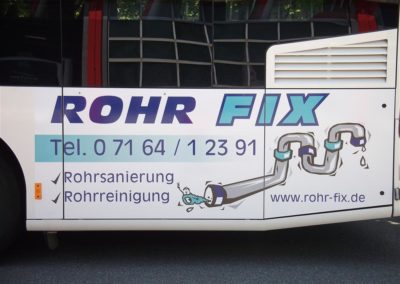 ROHR FIX
Tel. 0 71 64 / 1 23 91
✓Rohrsanierung
✓Rohrreinigung
www.rohr-fix.de